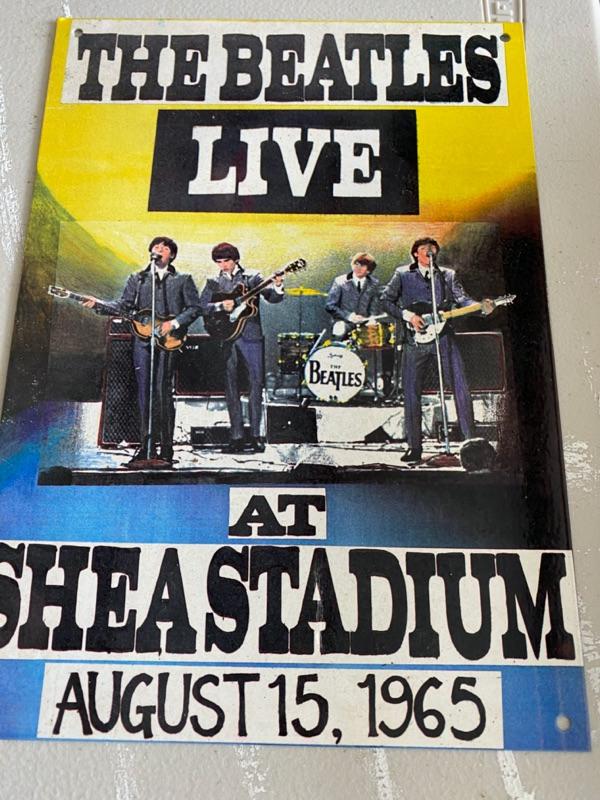 THE BEATLES
LIVE
THE
BEATLES
AT
SHEA STADIUM
AUGUST 15, 1965